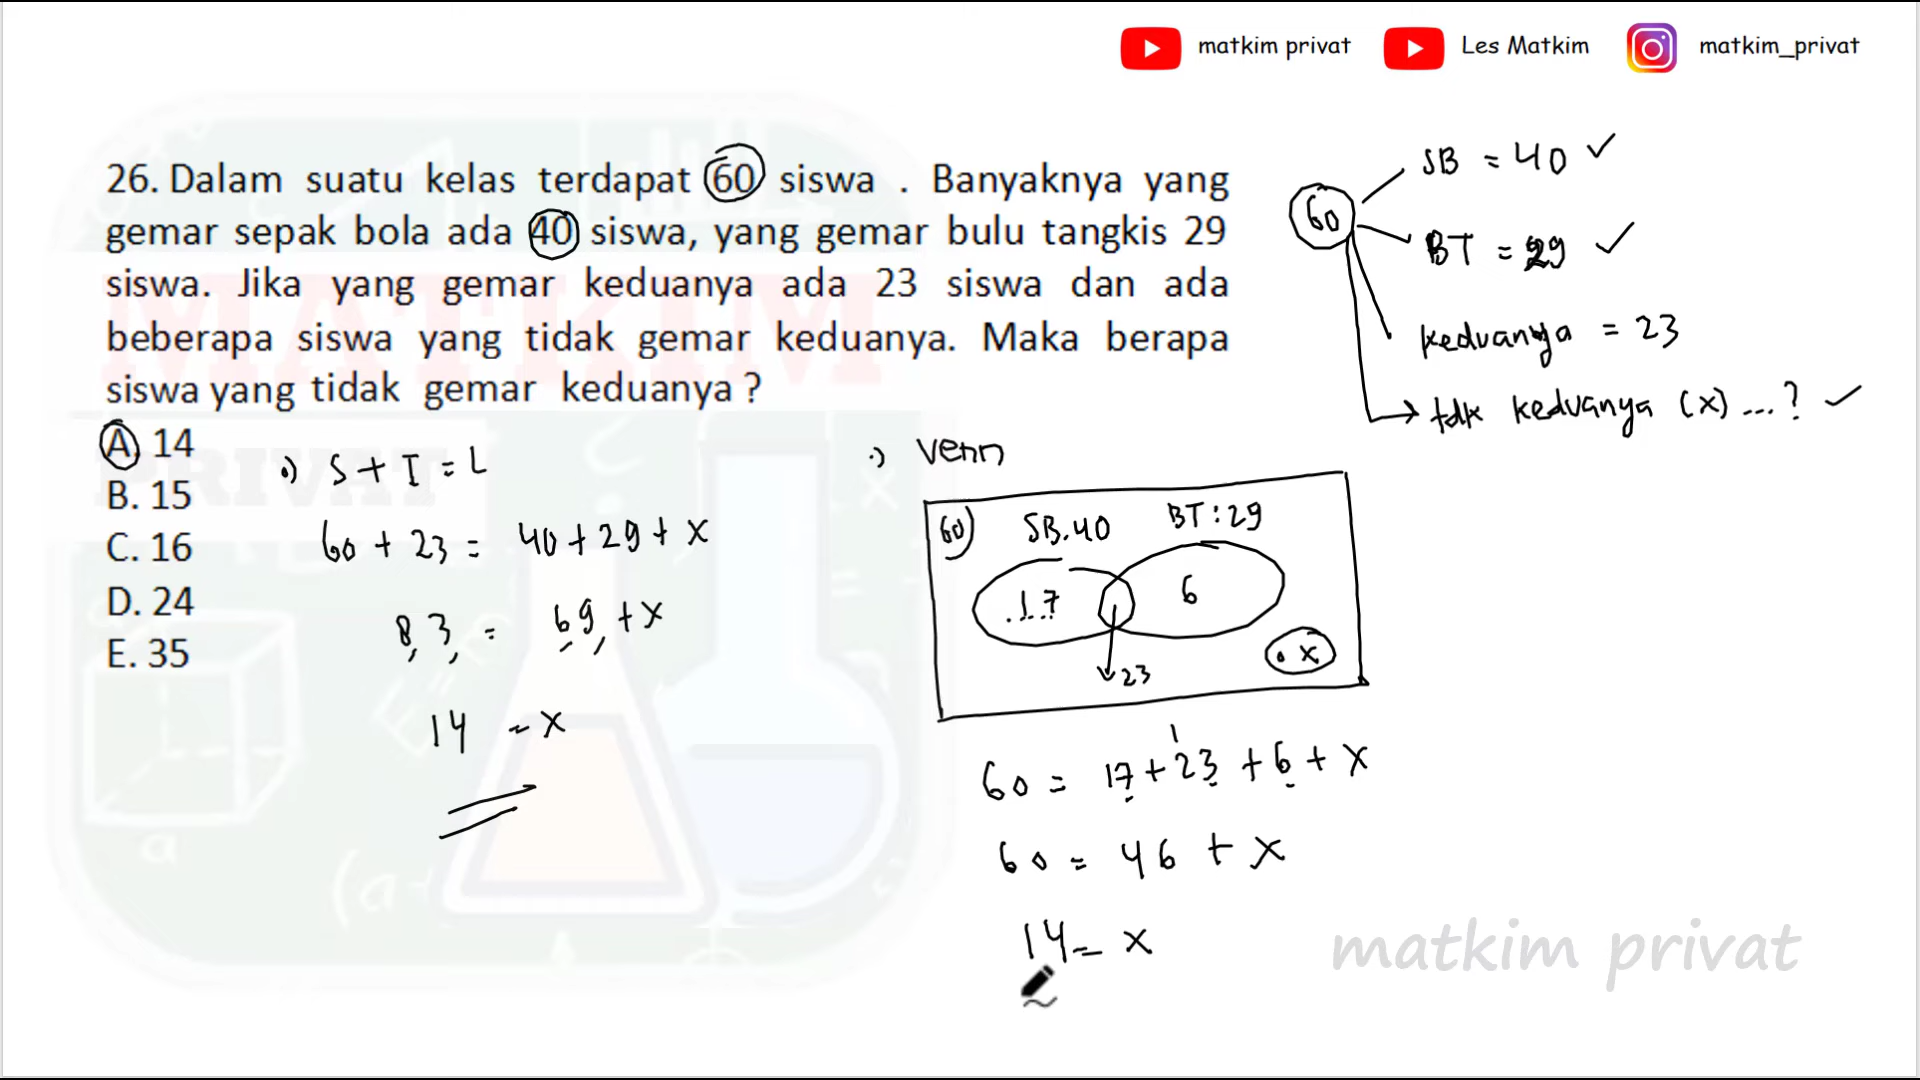 matkim privat Les Matkim matkim_privat
26. Dalam suatu kelas terdapat 60 siswa . Banyaknya yang
gemar sepak bola ada 40 siswa, yang gemar bulu tangkis 29
siswa. Jika yang gemar keduanya ada 23 siswa dan ada
beberapa siswa yang tidak gemar keduanya. Maka berapa
siswa yang tidak gemar keduanya ?
A. 14
B. 15
C. 16
D. 24
E. 35
60
SB = 40 ✓
BT = 29 ✓
keduanya = 23
tdk keduanya (x) ...? ✓
•) S + I = L
60 + 23 = 40 + 29 + x
83 = 69 + x
14 = x
•) Venn
60 SB.40 BT:29
17 6
x
23
1
60 = 17 + 23 + 6 + x
60 = 46 + x
14 = x
matkim privat
MATKIM
PRIVAT